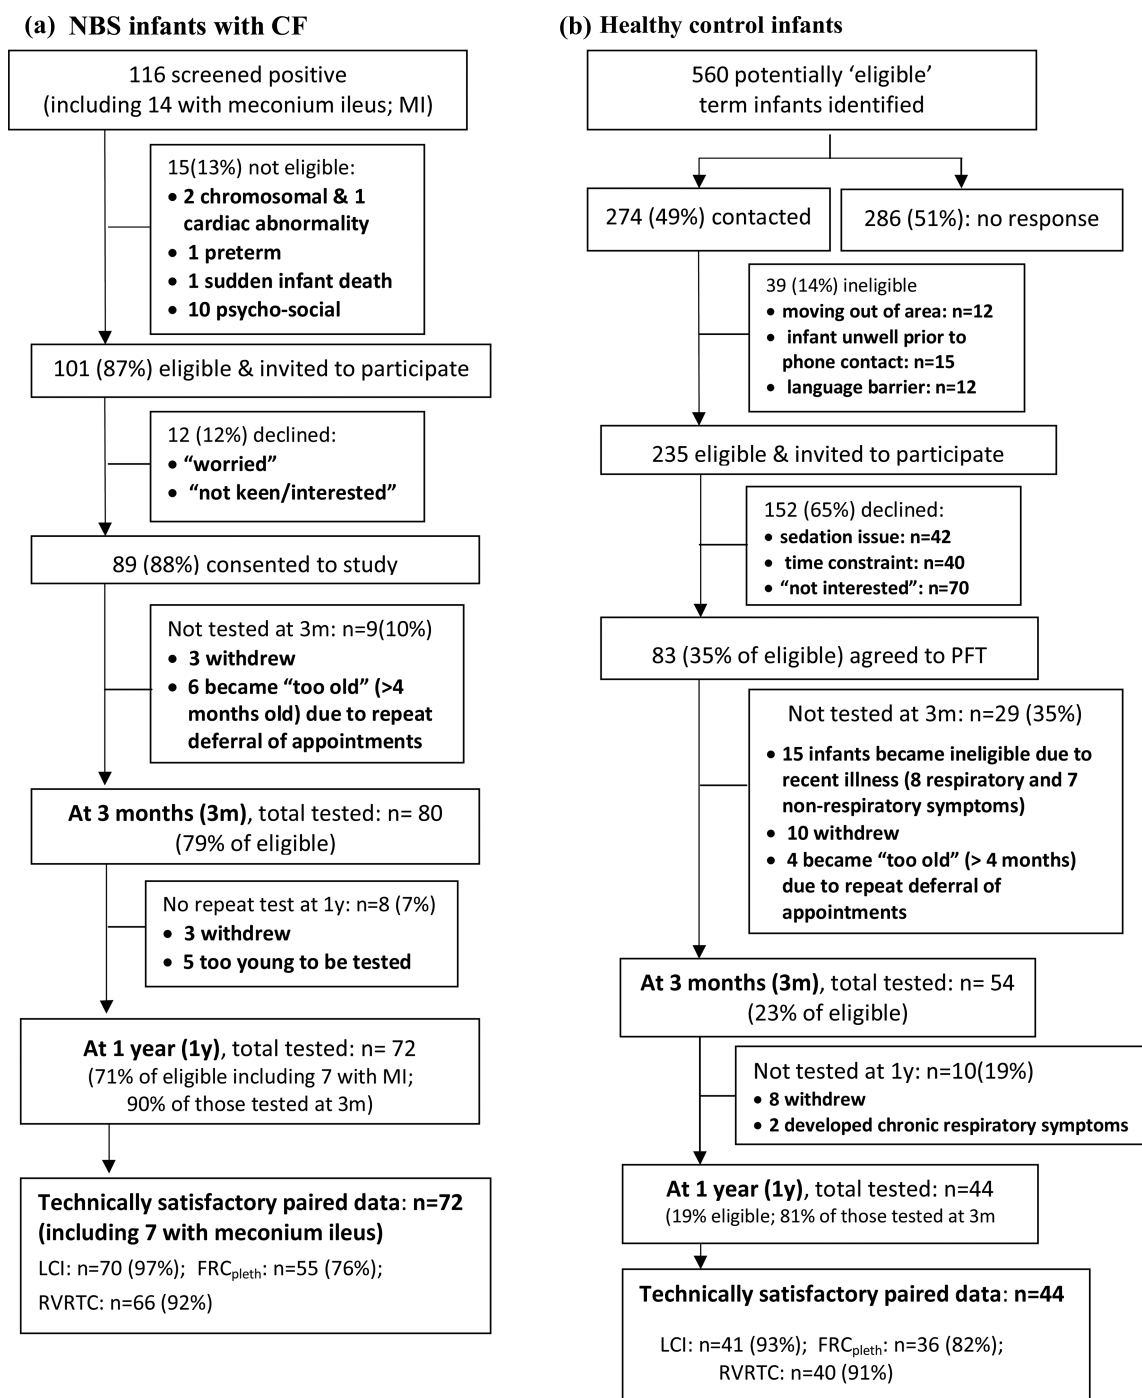 (a) NBS infants with CF
116 screened positive
(including 14 with meconium ileus; MI)
15(13%) not eligible:
• 2 chromosomal & 1
cardiac abnormality
• 1 preterm
• 1 sudden infant death
• 10 psycho-social
101 (87%) eligible & invited to participate
12 (12%) declined:
• “worried”
• “not keen/interested”
89 (88%) consented to study
Not tested at 3m: n=9(10%)
• 3 withdrew
• 6 became “too old” (>4
months old) due to repeat
deferral of appointments
At 3 months (3m), total tested: n= 80
(79% of eligible)
No repeat test at 1y: n=8 (7%)
• 3 withdrew
• 5 too young to be tested
At 1 year (1y), total tested: n= 72
(71% of eligible including 7 with MI;
90% of those tested at 3m)
Technically satisfactory paired data: n=72
(including 7 with meconium ileus)
LCI: n=70 (97%); FRCpleth: n=55 (76%);
RVRTC: n=66 (92%)
(b) Healthy control infants
560 potentially ‘eligible’
term infants identified
274 (49%) contacted
286 (51%): no response
39 (14%) ineligible
• moving out of area: n=12
• infant unwell prior to
phone contact: n=15
• language barrier: n=12
235 eligible & invited to participate
152 (65%) declined:
• sedation issue: n=42
• time constraint: n=40
• “not interested”: n=70
83 (35% of eligible) agreed to PFT
Not tested at 3m: n=29 (35%)
• 15 infants became ineligible due to
recent illness (8 respiratory and 7
non-respiratory symptoms)
• 10 withdrew
• 4 became “too old” (> 4 months)
due to repeat deferral of
appointments
At 3 months (3m), total tested: n= 54
(23% of eligible)
Not tested at 1y: n=10(19%)
• 8 withdrew
• 2 developed chronic respiratory symptoms
At 1 year (1y), total tested: n=44
(19% eligible; 81% of those tested at 3m
Technically satisfactory paired data: n=44
LCI: n=41 (93%); FRCpleth: n=36 (82%);
RVRTC: n=40 (91%)